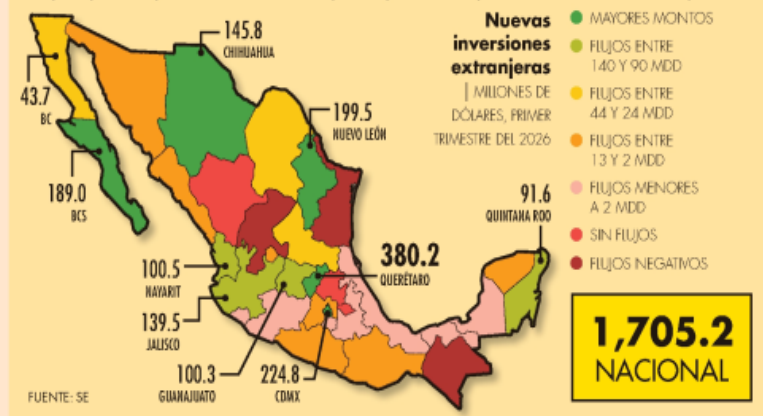 Nuevas
inversiones
extranjeras
| MILLONES DE
DÓLARES, PRIMER
TRIMESTRE DEL 2026
MAYORES MONTOS
FLUJOS ENTRE
140 Y 90 MDD
FLUJOS ENTRE
44 Y 24 MDD
FLUJOS ENTRE
13 Y 2 MDD
FLUJOS MENORES
A 2 MDD
SIN FLUJOS
FLUJOS NEGATIVOS
145.8
CHIHUAHUA
43.7
BC
199.5
NUEVO LEÓN
189.0
BCS
91.6
QUINTANA ROO
380.2
QUERÉTARO
100.5
NAYARIT
139.5
JALISCO
100.3
GUANAJUATO
224.8
CDMX
1,705.2
NACIONAL
FUENTE: SE